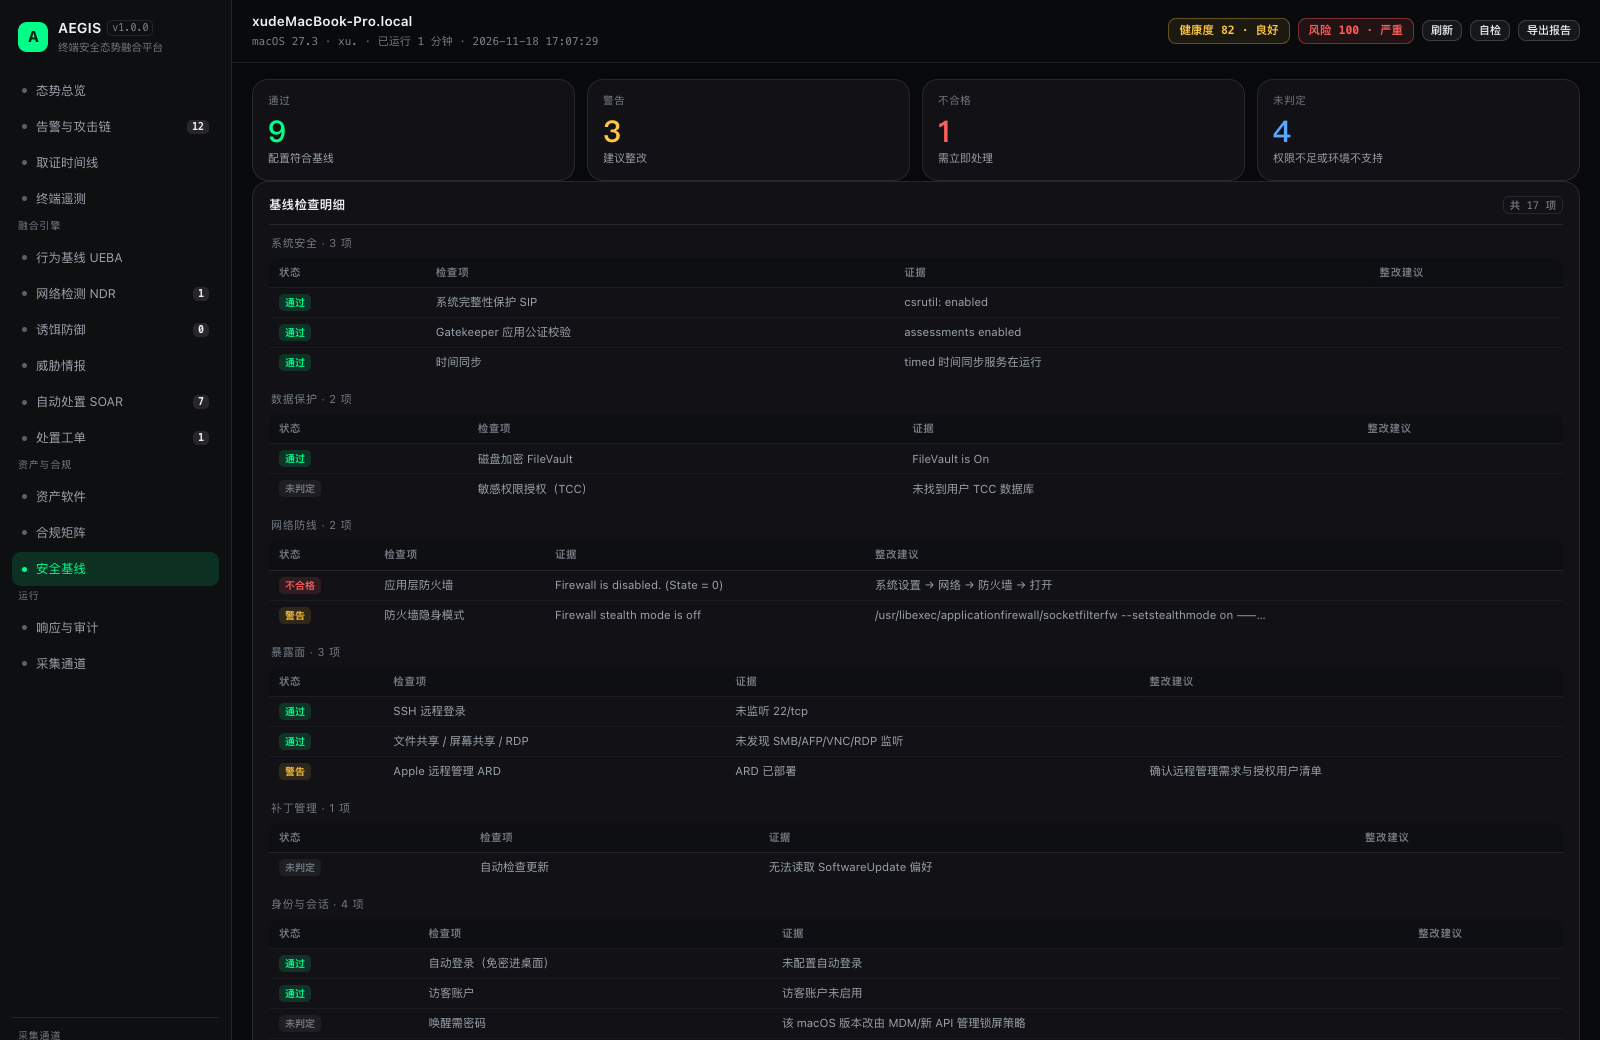 A
AEGIS v1.0.0
终端安全态势融合平台
态势总览
告警与攻击链 12
取证时间线
终端遥测
融合引擎
行为基线 UEBA
网络检测 NDR 1
诱饵防御 0
威胁情报
自动处置 SOAR 7
处置工单 1
资产与合规
资产软件
合规矩阵
安全基线
运行
响应与审计
采集通道
采集通道
xudeMacBook-Pro.local
macOS 27.3 · xu. · 已运行 1 分钟 · 2026-11-18 17:07:29
健康度 82 · 良好 风险 100 · 严重 刷新 自检 导出报告
通过
9
配置符合基线
警告
3
建议整改
不合格
1
需立即处理
未判定
4
权限不足或环境不支持
基线检查明细 共 17 项
系统安全 · 3 项
状态 检查项 证据 整改建议
通过 系统完整性保护 SIP csrutil: enabled
通过 Gatekeeper 应用公证校验 assessments enabled
通过 时间同步 timed 时间同步服务在运行
数据保护 · 2 项
状态 检查项 证据 整改建议
通过 磁盘加密 FileVault FileVault is On
未判定 敏感权限授权（TCC） 未找到用户 TCC 数据库
网络防线 · 2 项
状态 检查项 证据 整改建议
不合格 应用层防火墙 Firewall is disabled. (State = 0) 系统设置 → 网络 → 防火墙 → 打开
警告 防火墙隐身模式 Firewall stealth mode is off /usr/libexec/applicationfirewall/socketfilterfw --setstealthmode on ——…
暴露面 · 3 项
状态 检查项 证据 整改建议
通过 SSH 远程登录 未监听 22/tcp
通过 文件共享 / 屏幕共享 / RDP 未发现 SMB/AFP/VNC/RDP 监听
警告 Apple 远程管理 ARD ARD 已部署 确认远程管理需求与授权用户清单
补丁管理 · 1 项
状态 检查项 证据 整改建议
未判定 自动检查更新 无法读取 SoftwareUpdate 偏好
身份与会话 · 4 项
状态 检查项 证据 整改建议
通过 自动登录（免密进桌面） 未配置自动登录
通过 访客账户 访客账户未启用
未判定 唤醒需密码 该 macOS 版本改由 MDM/新 API 管理锁屏策略